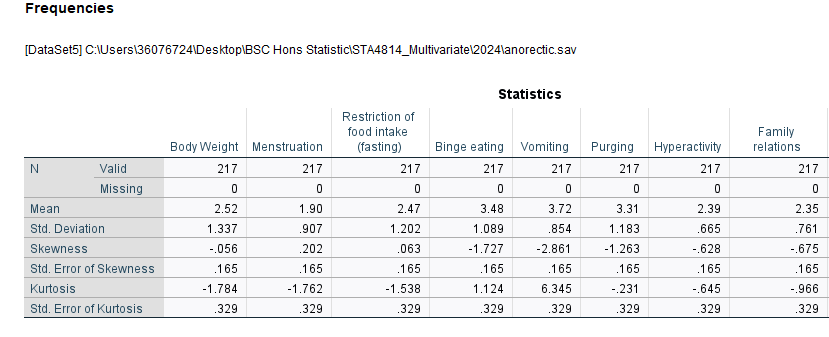 Frequencies
[DataSet5] C:\Users\36076724\Desktop\BSC Hons Statistic\STA4814_Multivariate\2024\anorectic.sav
Statistics
Body Weight Menstruation Restriction of food intake (fasting) Binge eating Vomiting Purging Hyperactivity Family relations
N Valid 217 217 217 217 217 217 217 217
Missing 0 0 0 0 0 0 0 0
Mean 2.52 1.90 2.47 3.48 3.72 3.31 2.39 2.35
Std. Deviation 1.337 .907 1.202 1.089 .854 1.183 .665 .761
Skewness -.056 .202 .063 -1.727 -2.861 -1.263 -.628 -.675
Std. Error of Skewness .165 .165 .165 .165 .165 .165 .165 .165
Kurtosis -1.784 -1.762 -1.538 1.124 6.345 -.231 -.645 -.966
Std. Error of Kurtosis .329 .329 .329 .329 .329 .329 .329 .329